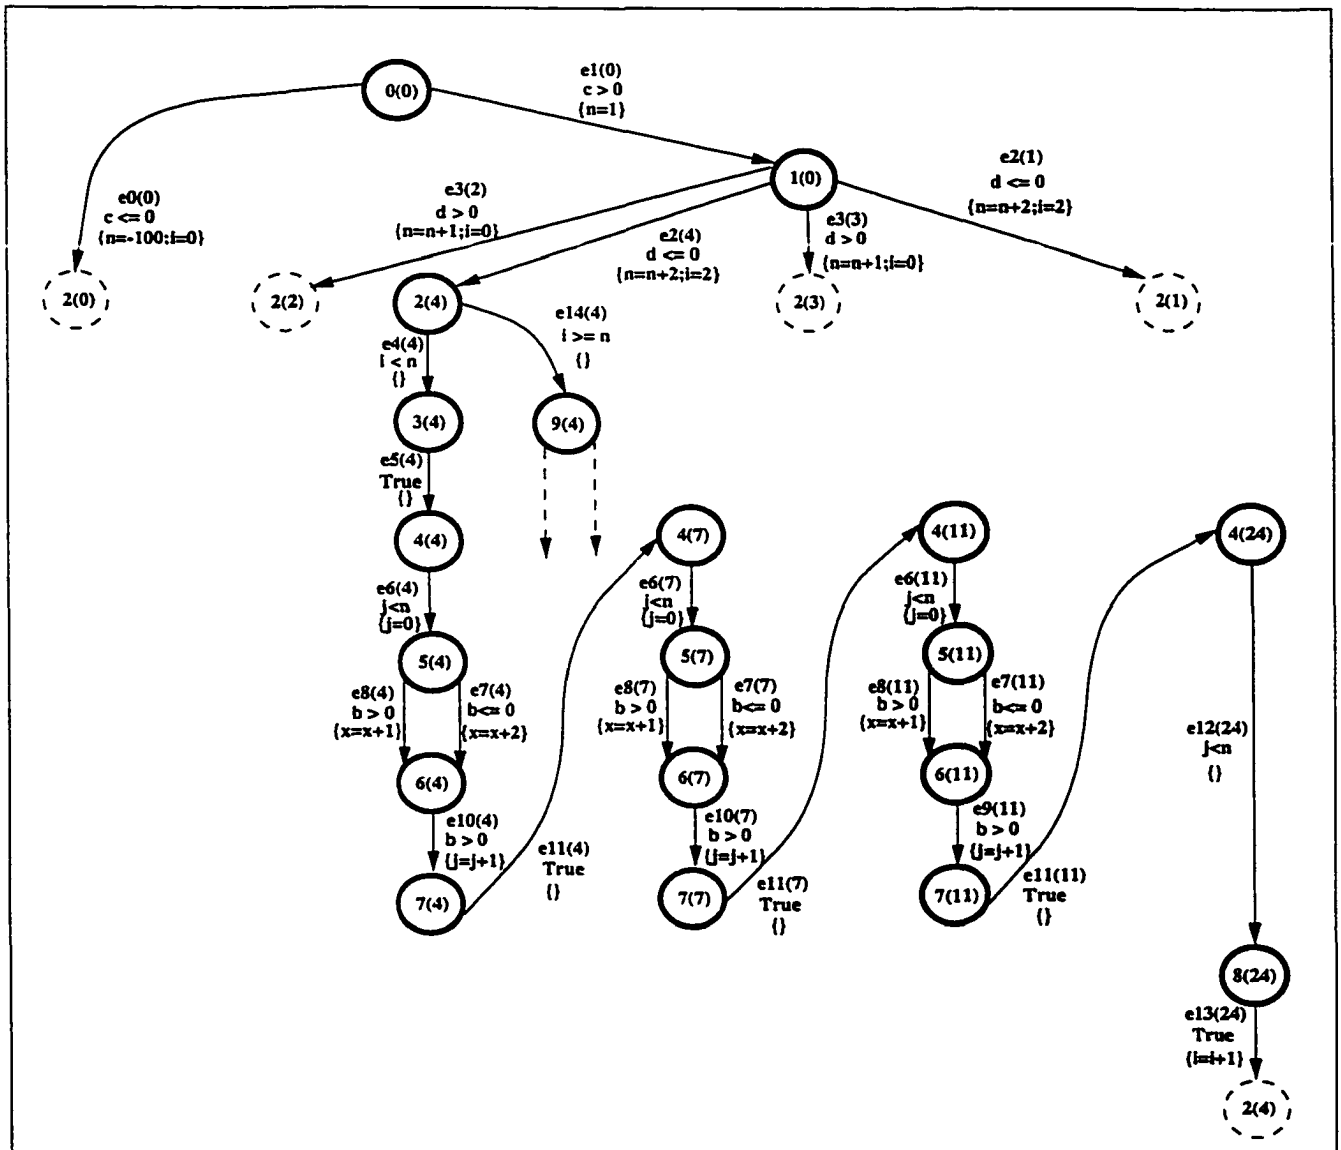 0(0)
e1(0)
c > 0
{n=1}
1(0)
e0(0)
c <= 0
{n=-100;i=0}
e3(2)
d > 0
{n=n+1;i=0}
e2(4)
d <= 0
{n=n+2;i=2}
e3(3)
d > 0
{n=n+1;i=0}
e2(1)
d <= 0
{n=n+2;i=2}
2(0)
2(2)
2(4)
2(3)
2(1)
e14(4)
i >= n
{}
e4(4)
i < n
{}
3(4)
9(4)
e5(4)
True
{}
4(4)
e6(4)
j<n
{j=0}
5(4)
e8(4)
b > 0
{x=x+1}
e7(4)
b<= 0
{x=x+2}
6(4)
e10(4)
b > 0
{j=j+1}
7(4)
e11(4)
True
{}
4(7)
e6(7)
j<n
{j=0}
5(7)
e8(7)
b > 0
{x=x+1}
e7(7)
b<= 0
{x=x+2}
6(7)
e10(7)
b > 0
{j=j+1}
7(7)
e11(7)
True
{}
4(11)
e6(11)
j<n
{j=0}
5(11)
e8(11)
b > 0
{x=x+1}
e7(11)
b<= 0
{x=x+2}
6(11)
e9(11)
b > 0
{j=j+1}
7(11)
e11(11)
True
{}
4(24)
e12(24)
j<n
{}
8(24)
e13(24)
True
{i=i+1}
2(4)